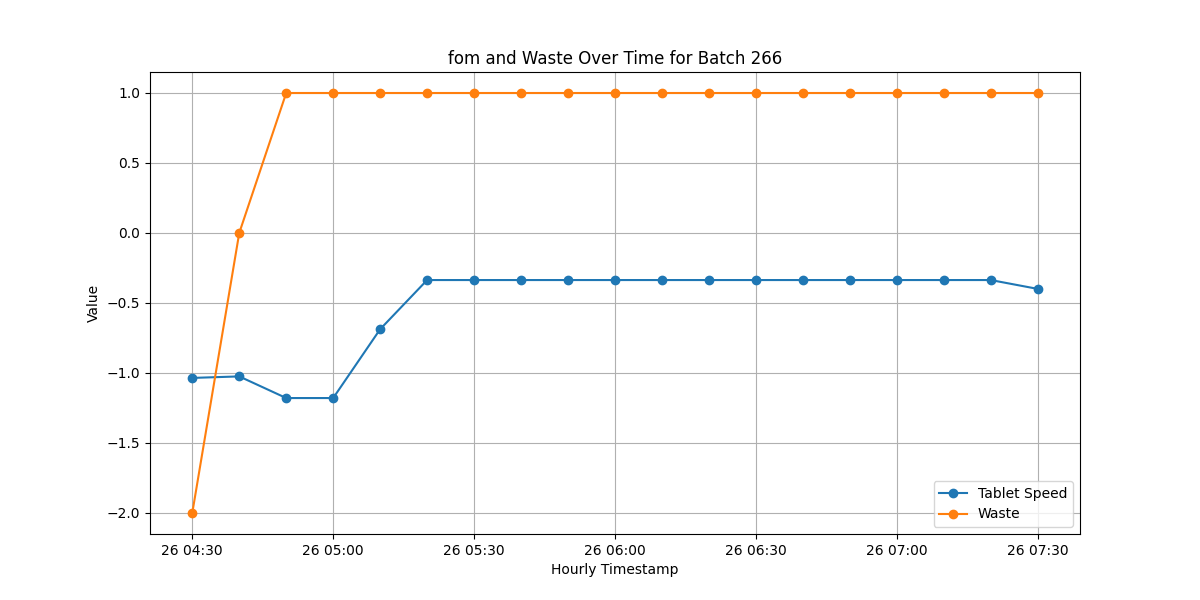 fom and Waste Over Time for Batch 266
1.0
0.5
0.0
−0.5
−1.0
−1.5
−2.0
Value
Tablet Speed
Waste
26 04:30 26 05:00 26 05:30 26 06:00 26 06:30 26 07:00 26 07:30
Hourly Timestamp